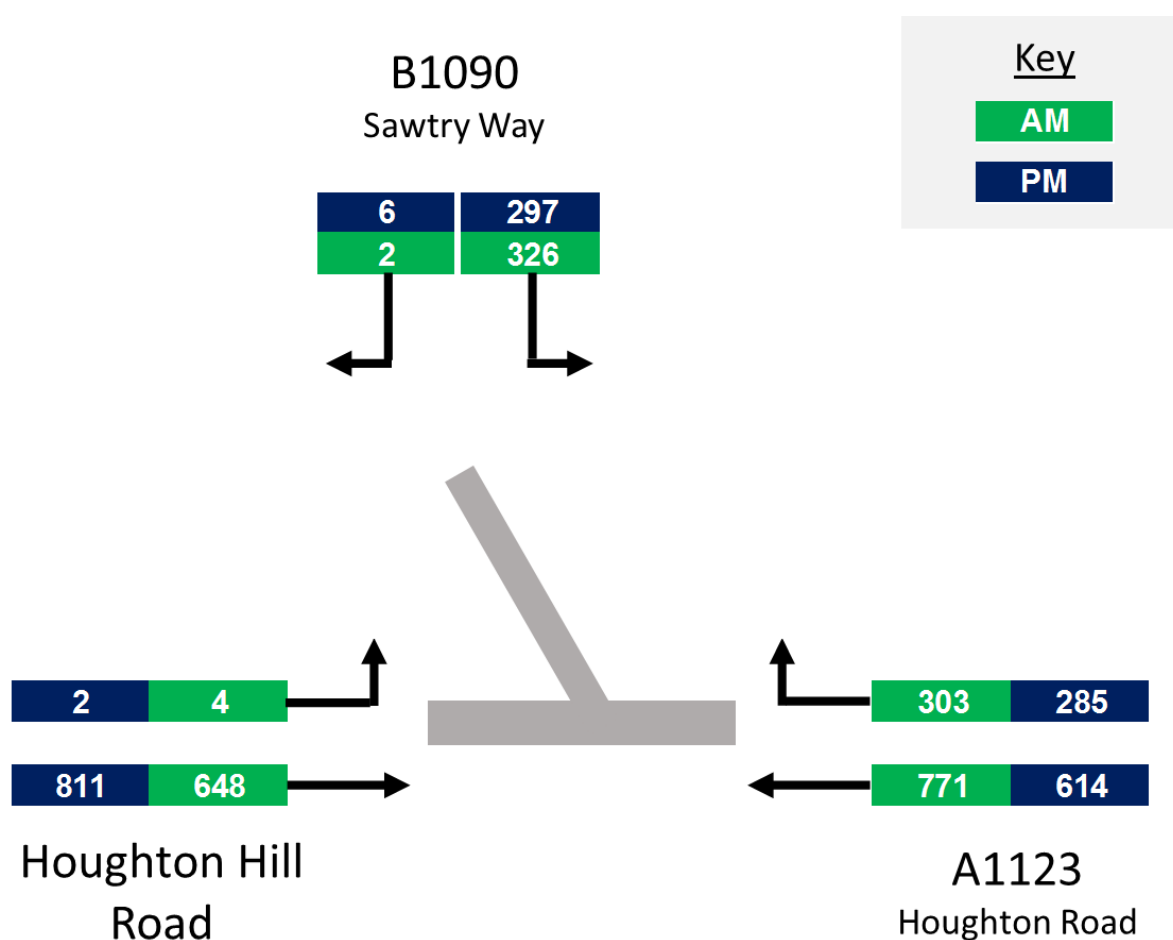 B1090
Sawtry Way
Key
AM
PM
6 297
2 326
2 4
303 285
811 648
771 614
Houghton Hill
Road
A1123
Houghton Road